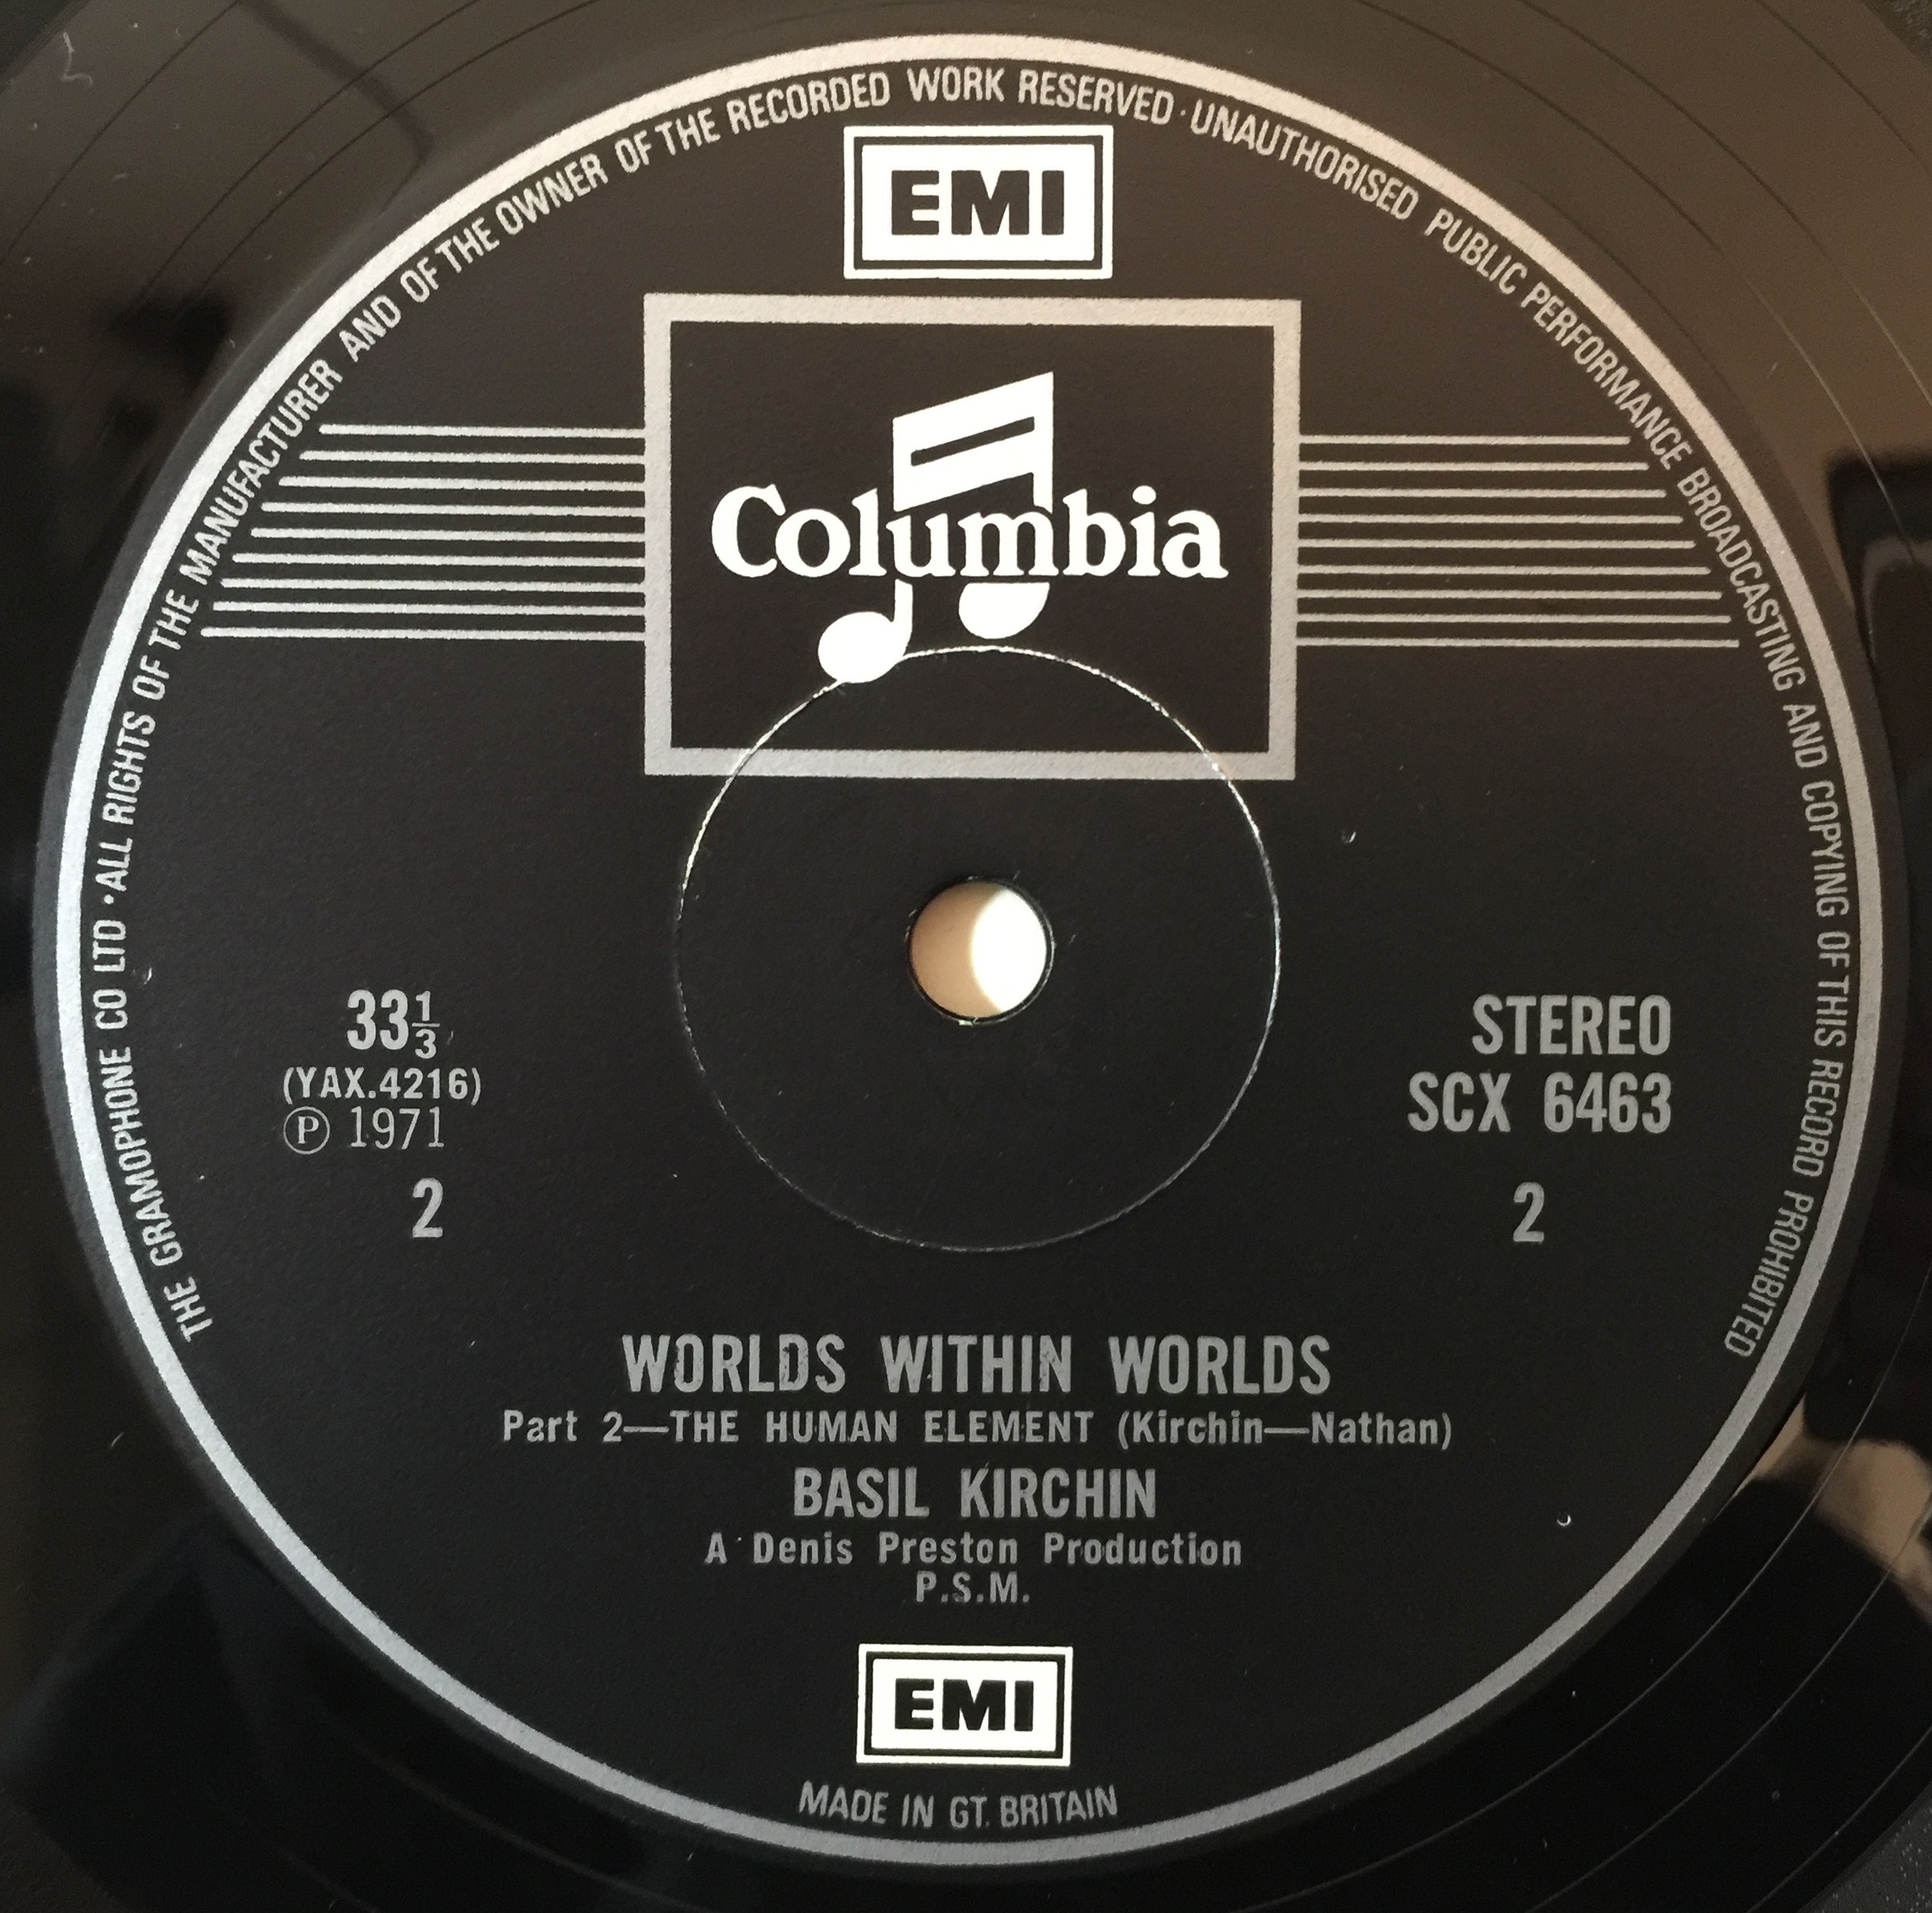 THE GRAMOPHONE CO LTD · ALL RIGHTS OF THE MANUFACTURER AND OF THE OWNER OF THE RECORDED WORK RESERVED · UNAUTHORISED PUBLIC PERFORMANCE BROADCASTING AND COPYING OF THIS RECORD PROHIBITED
EMI
Columbia
33⅓
(YAX.4216)
℗ 1971
2
STEREO
SCX 6463
2
WORLDS WITHIN WORLDS
Part 2—THE HUMAN ELEMENT (Kirchin—Nathan)
BASIL KIRCHIN
A Denis Preston Production
P.S.M.
EMI
MADE IN GT. BRITAIN